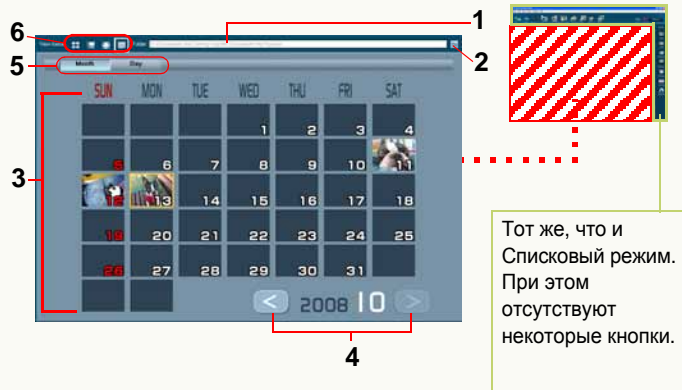 6
1
5
2
3
4
Folder
Month Day
SUN MON TUE WED THU FRI SAT
1 2 3 4
5 6 7 8 9 10 11
12 13 14 15 16 17 18
19 20 21 22 23 24 25
26 27 28 29 30 31
< 2008 10 >
Тот же, что и
Списковый режим.
При этом
отсутствуют
некоторые кнопки.